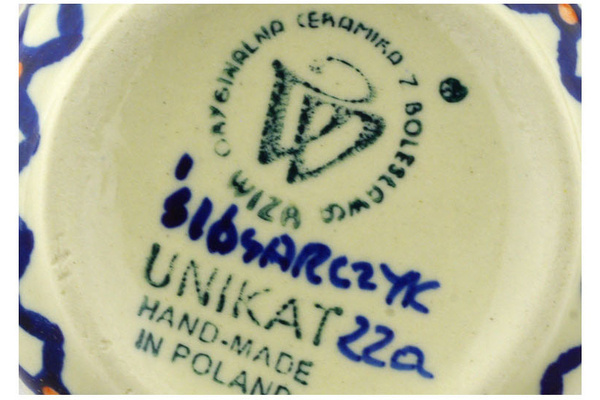 ORYGINALNA CERAMIKA Z BOLESŁAWCA
WIZA
ŚLÓSARCZYK
UNIKAT 22a
HAND-MADE
IN POLAND